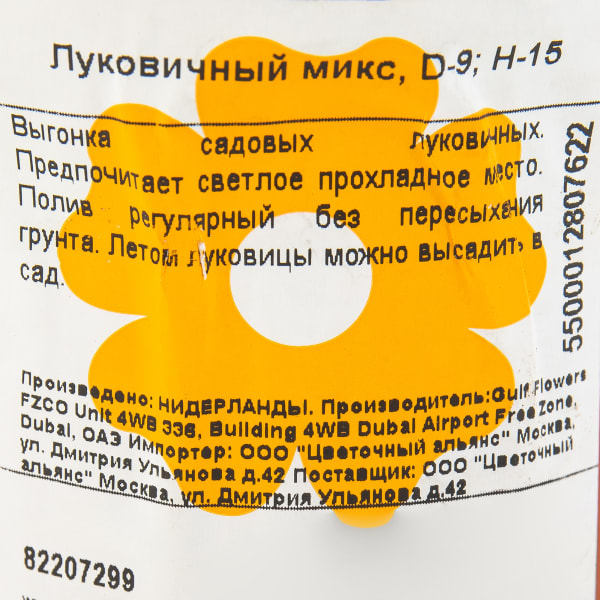 Луковичный микс, D-9; H-15
Выгонка садовых луковичных.
Предпочитает светлое прохладное место.
Полив регулярный без пересыхания
грунта. Летом луковицы можно высадить в
сад.
5500012807622
Произведено: НИДЕРЛАНДЫ. Производитель:Gulf Flowers
FZCO Unit 4WB 336, Building 4WB Dubai Airport Free Zone,
Dubai, ОАЭ Импортер: ООО "Цветочный альянс" Москва,
ул. Дмитрия Ульянова д.42 Поставщик: ООО "Цветочный
альянс" Москва, ул. Дмитрия Ульянова д.42
82207299